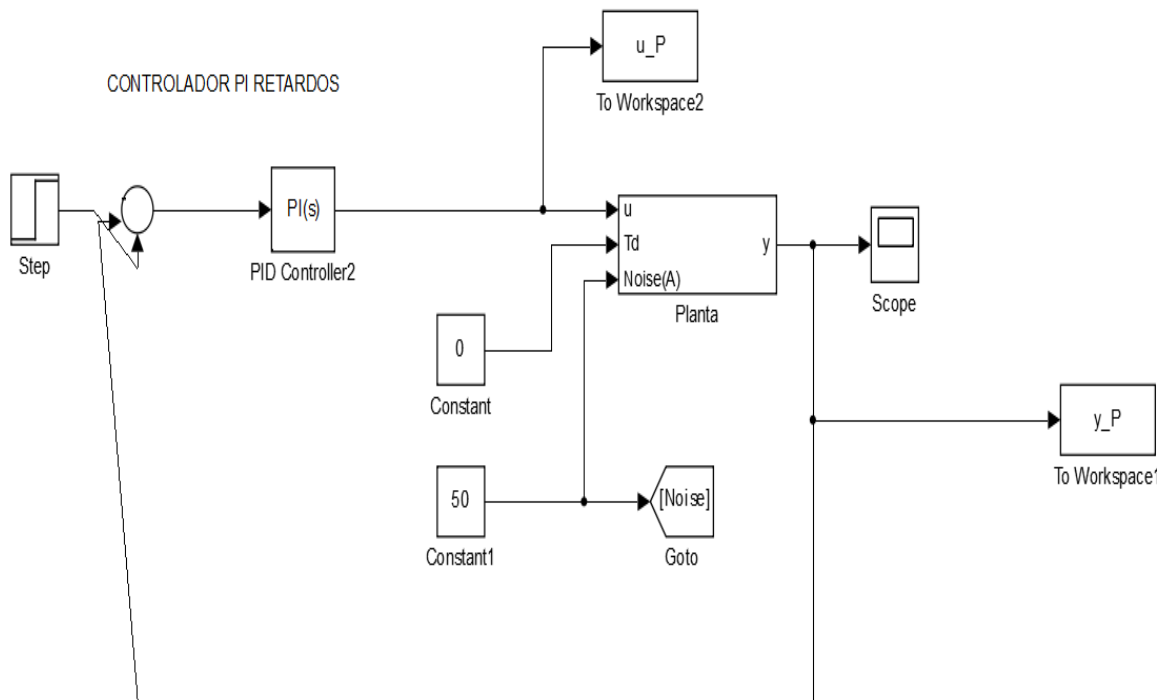 u_P
To Workspace2
CONTROLADOR PI RETARDOS
Step
PI(s)
PID Controller2
u
Td
Noise(A)
y
Planta
Scope
0
Constant
y_P
To Workspace1
50
Constant1
[Noise]
Goto